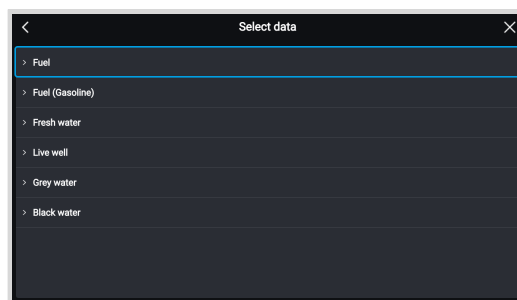 Select data
Fuel
Fuel (Gasoline)
Fresh water
Live well
Grey water
Black water